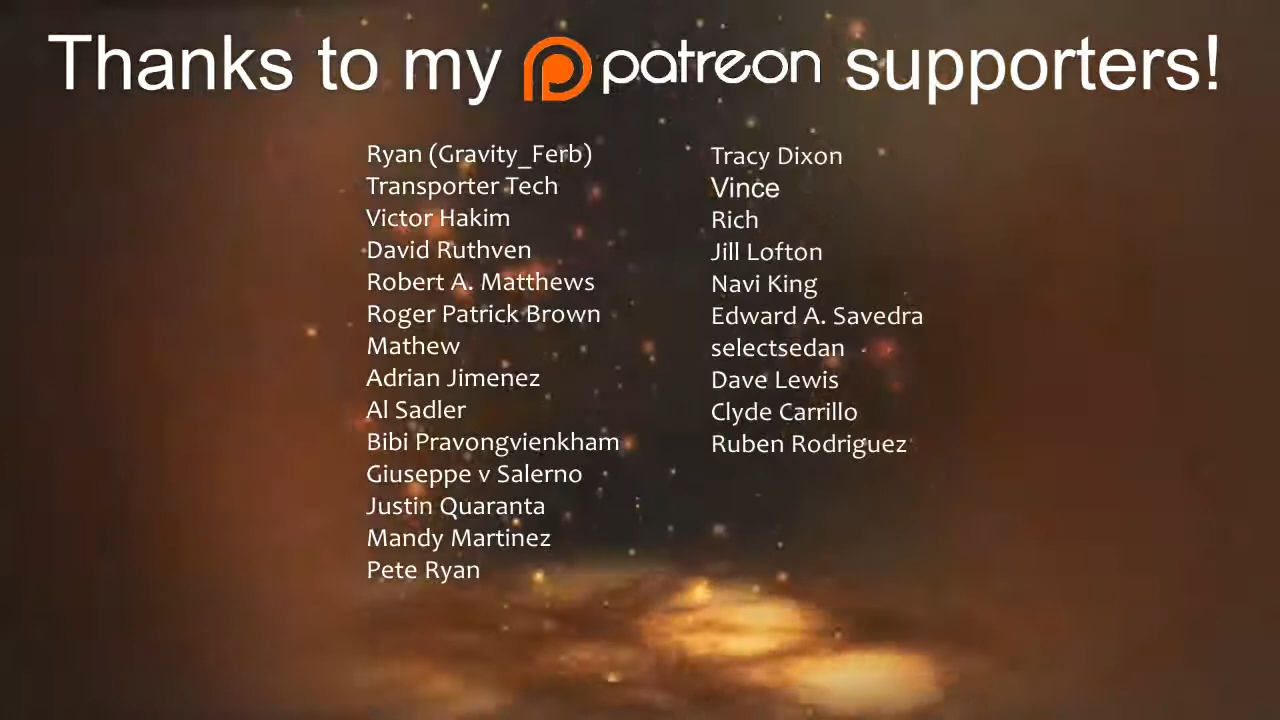 Thanks to my patreon supporters!
Ryan (Gravity_Ferb)
Transporter Tech
Victor Hakim
David Ruthven
Robert A. Matthews
Roger Patrick Brown
Mathew
Adrian Jimenez
Al Sadler
Bibi Pravongvienkham
Giuseppe v Salerno
Justin Quaranta
Mandy Martinez
Pete Ryan
Tracy Dixon
Vince
Rich
Jill Lofton
Navi King
Edward A. Savedra
selectsedan
Dave Lewis
Clyde Carrillo
Ruben Rodriguez